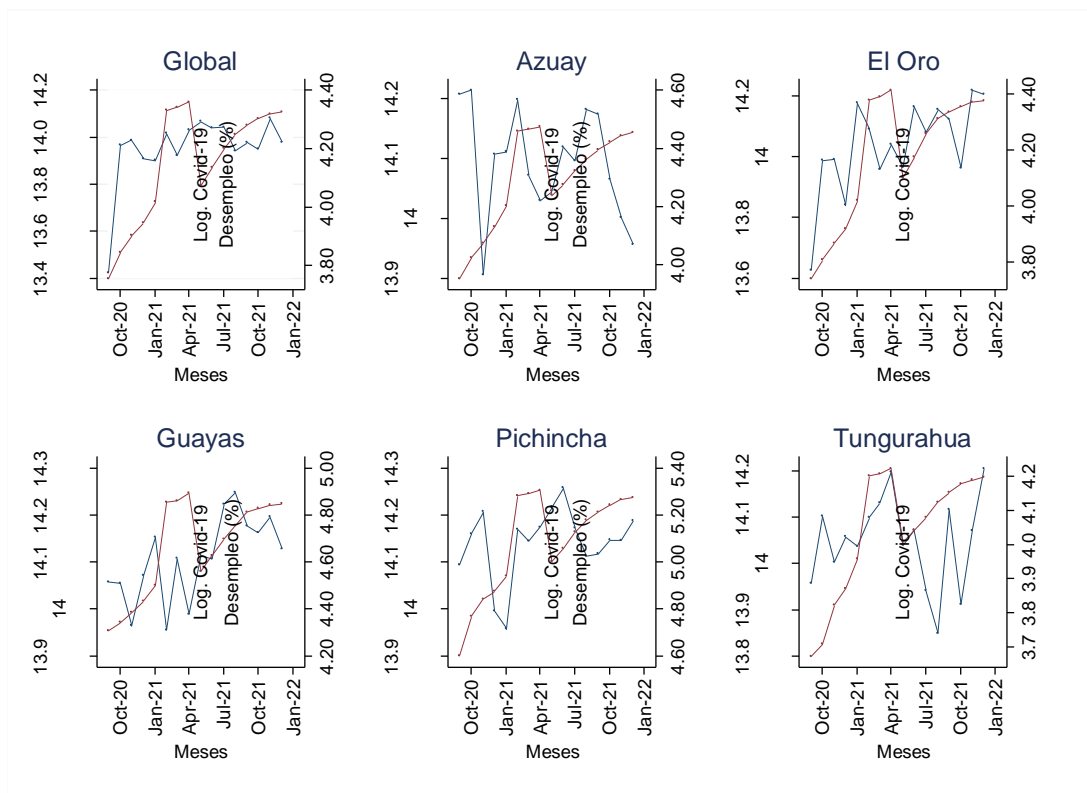 Global
14.2
14.0
13.8
13.6
13.4
4.40
4.20
4.00
3.80
Log. Covid-19
Desempleo (%)
Oct-20
Jan-21
Apr-21
Jul-21
Oct-21
Jan-22
Meses
Azuay
14.2
14.1
14
13.9
4.60
4.40
4.20
4.00
Log. Covid-19
Desempleo (%)
Oct-20
Jan-21
Apr-21
Jul-21
Oct-21
Jan-22
Meses
El Oro
14.2
14
13.8
13.6
4.40
4.20
4.00
3.80
Log. Covid-19
Oct-20
Jan-21
Apr-21
Jul-21
Oct-21
Jan-22
Meses
Guayas
14.3
14.2
14.1
14
13.9
5.00
4.80
4.60
4.40
4.20
Log. Covid-19
Desempleo (%)
Oct-20
Jan-21
Apr-21
Jul-21
Oct-21
Jan-22
Meses
Pichincha
14.3
14.2
14.1
14
13.9
5.40
5.20
5.00
4.80
4.60
Log. Covid-19
Desempleo (%)
Oct-20
Jan-21
Apr-21
Jul-21
Oct-21
Jan-22
Meses
Tungurahua
14.2
14.1
14
13.9
13.8
4.2
4.1
4.0
3.9
3.8
3.7
Log. Covid-19
Oct-20
Jan-21
Apr-21
Jul-21
Oct-21
Jan-22
Meses